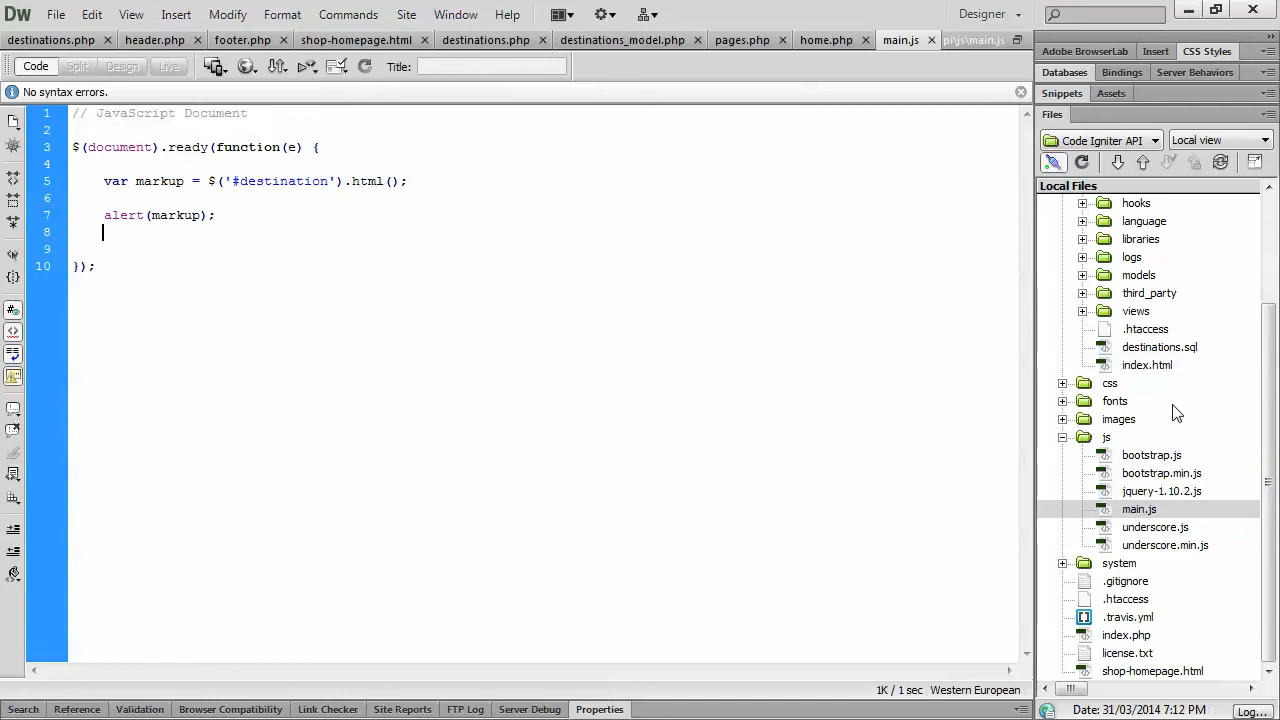 Dw File Edit View Insert Modify Format Commands Site Window Help Designer
destinations.php × header.php × footer.php × shop-homepage.html × destinations.php × destinations_model.php × pages.php × home.php × main.js × pi\js\main.js
Code Split Design Live Title:
No syntax errors.
1 // JavaScript Document
2
3 $(document).ready(function(e) {
4
5 var markup = $('#destination').html();
6
7 alert(markup);
8
9
10 });
1K / 1 sec Western European
Search Reference Validation Browser Compatibility Link Checker Site Reports FTP Log Server Debug Properties
Adobe BrowserLab Insert CSS Styles
Databases Bindings Server Behaviors
Snippets Assets
Files
Code Igniter API Local view
Local Files
hooks
language
libraries
logs
models
third_party
views
.htaccess
destinations.sql
index.html
css
fonts
images
js
bootstrap.js
bootstrap.min.js
jquery-1.10.2.js
main.js
underscore.js
underscore.min.js
system
.gitignore
.htaccess
.travis.yml
index.php
license.txt
shop-homepage.html
Date: 31/03/2014 7:12 PM Log...